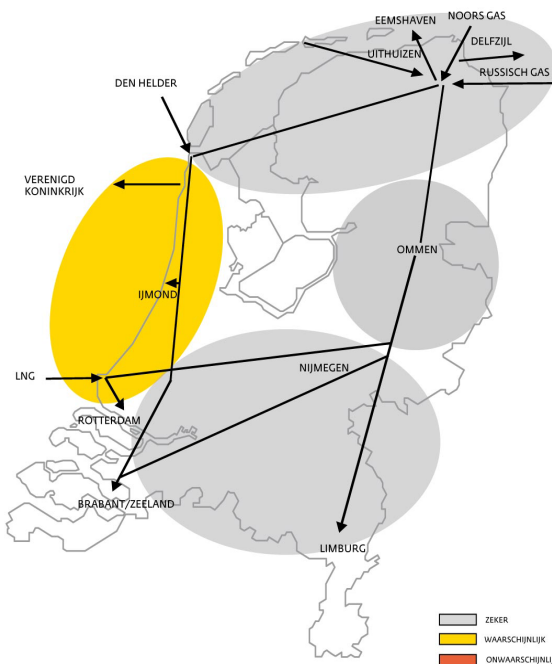 EEMSHAVEN
NOORS GAS
DELFZIJL
UITHUIZEN
RUSSISCH GAS
DEN HELDER
VERENIGD
KONINKRIJK
OMMEN
IJMOND
LNG
NIJMEGEN
ROTTERDAM
BRABANT/ZEELAND
LIMBURG
ZEKER
WAARSCHIJNLIJK
ONWAARSCHIJNLI